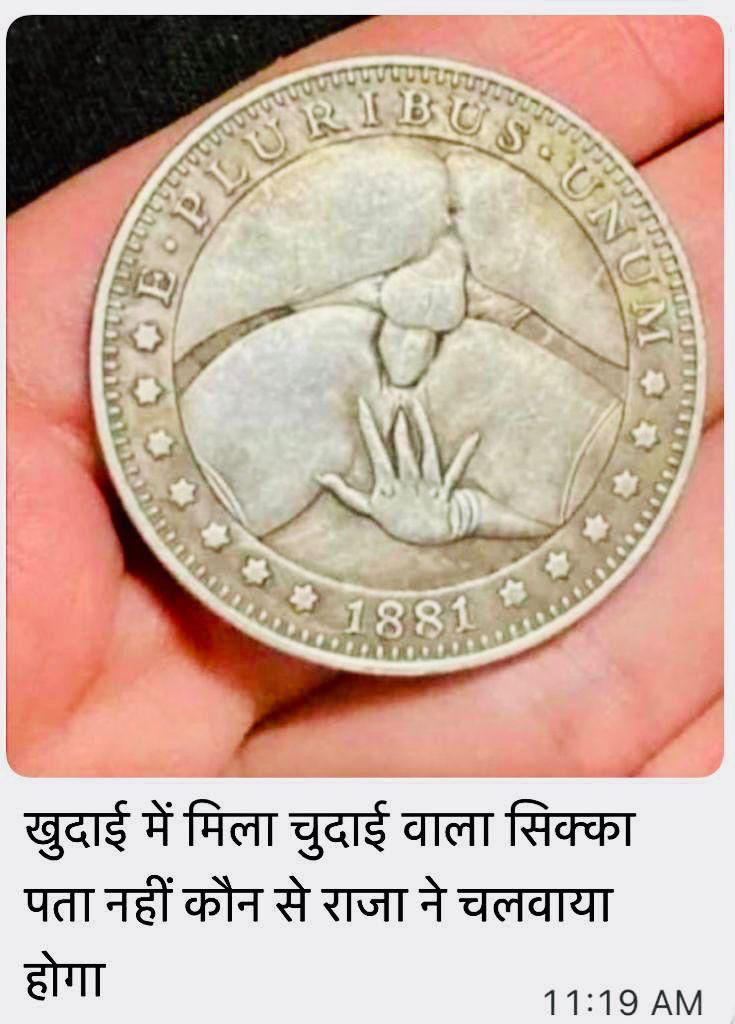 E · PLURIBUS · UNUM
1881
खुदाई में मिला चुदाई वाला सिक्का
पता नहीं कौन से राजा ने चलवाया
होगा
11:19 AM